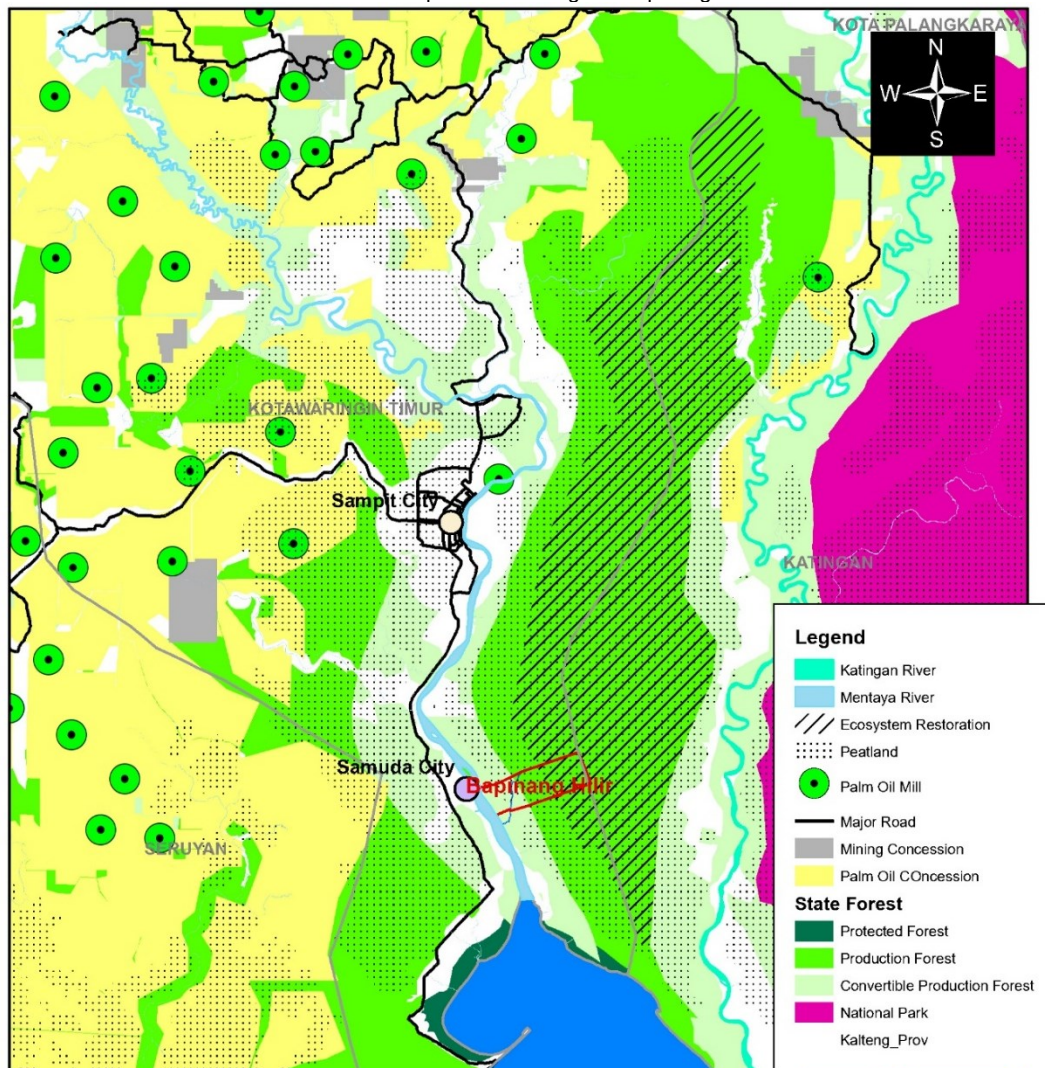 KOTA PALANGKARAYA
N
W E
S
KOTAWARINGIN TIMUR
Sampit City
KATINGAN
Samuda City
Bapinang Hilir
SERUYAN
Legend
Katingan River
Mentaya River
Ecosystem Restoration
Peatland
Palm Oil Mill
Major Road
Mining Concession
Palm Oil COncession
State Forest
Protected Forest
Production Forest
Convertible Production Forest
National Park
Kalteng_Prov